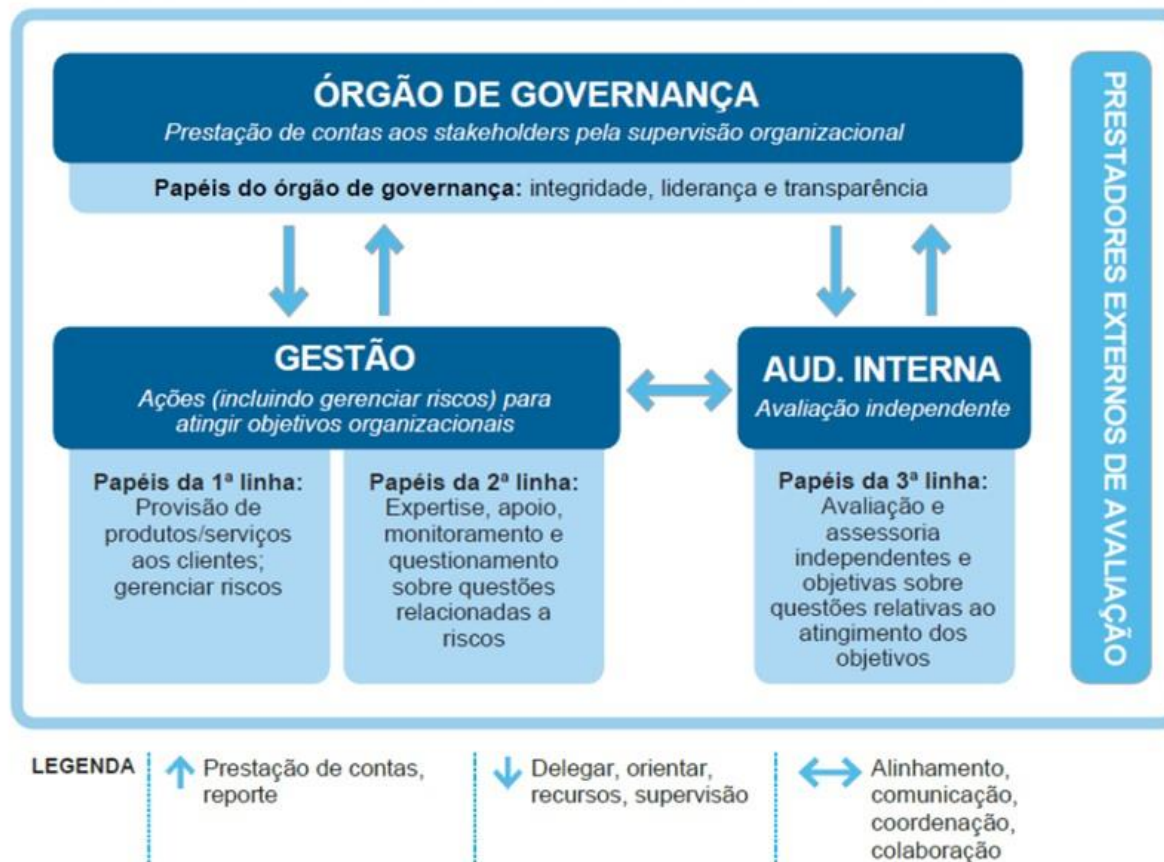 ÓRGÃO DE GOVERNANÇA
Prestação de contas aos stakeholders pela supervisão organizacional
Papéis do órgão de governança: integridade, liderança e transparência
GESTÃO
Ações (incluindo gerenciar riscos) para
atingir objetivos organizacionais
Papéis da 1ª linha:
Provisão de
produtos/serviços
aos clientes;
gerenciar riscos
Papéis da 2ª linha:
Expertise, apoio,
monitoramento e
questionamento
sobre questões
relacionadas a
riscos
AUD. INTERNA
Avaliação independente
Papéis da 3ª linha:
Avaliação e
assessoria
independentes e
objetivas sobre
questões relativas ao
atingimento dos
objetivos
PRESTADORES EXTERNOS DE AVALIAÇÃO
LEGENDA
Prestação de contas,
reporte
Delegar, orientar,
recursos, supervisão
Alinhamento,
comunicação,
coordenação,
colaboração